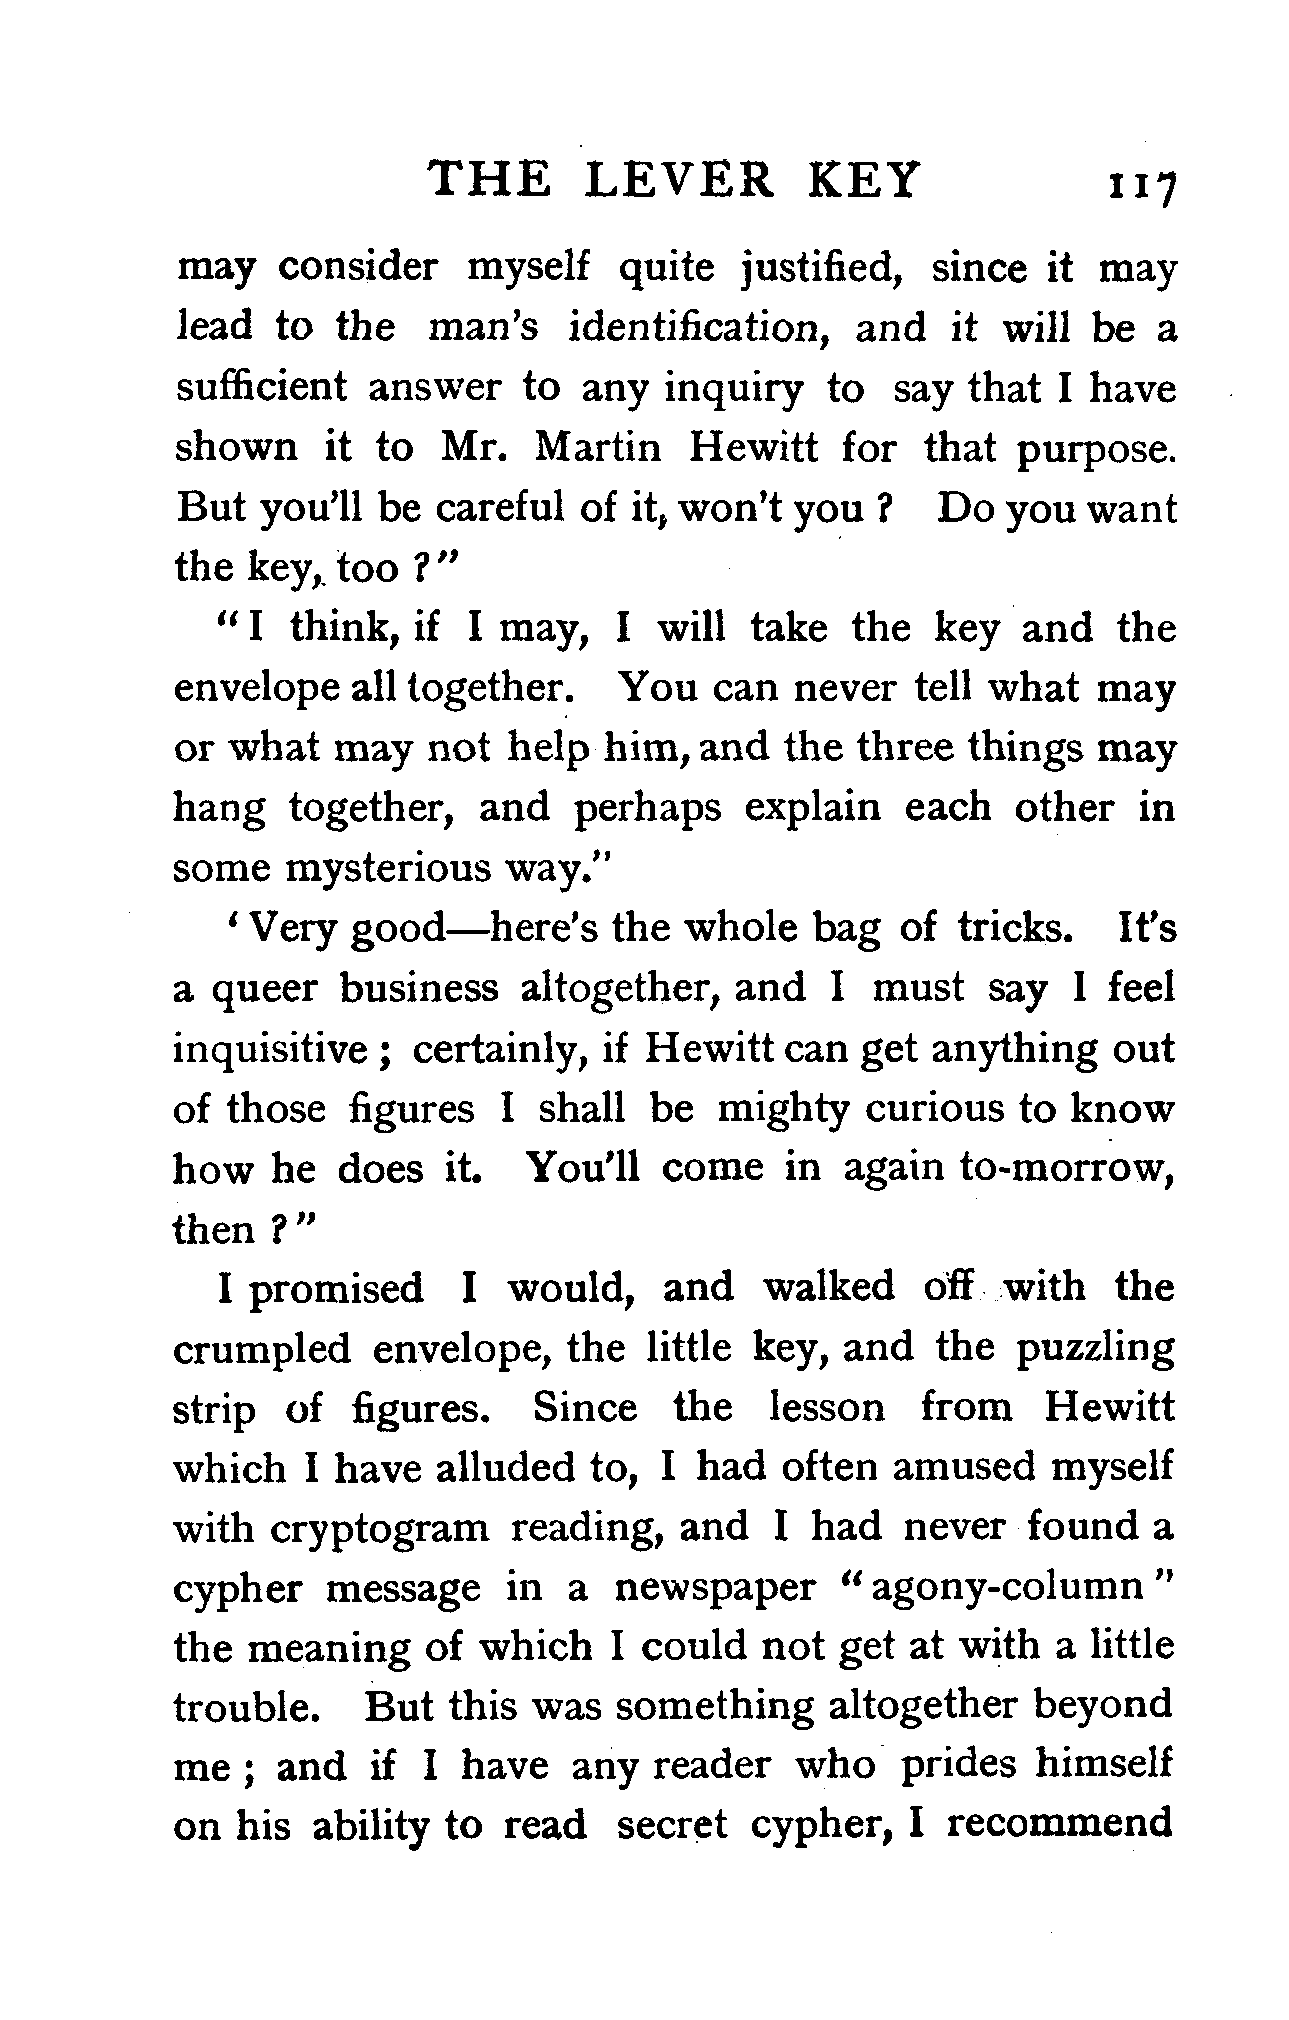 THE LEVER KEY 117
may consider myself quite justified, since it may
lead to the man's identification, and it will be a
sufficient answer to any inquiry to say that I have
shown it to Mr. Martin Hewitt for that purpose.
But you'll be careful of it, won't you ? Do you want
the key, too ?"
"I think, if I may, I will take the key and the
envelope all together. You can never tell what may
or what may not help him, and the three things may
hang together, and perhaps explain each other in
some mysterious way."
'Very good—here's the whole bag of tricks. It's
a queer business altogether, and I must say I feel
inquisitive ; certainly, if Hewitt can get anything out
of those figures I shall be mighty curious to know
how he does it. You'll come in again to-morrow,
then ?"
I promised I would, and walked off with the
crumpled envelope, the little key, and the puzzling
strip of figures. Since the lesson from Hewitt
which I have alluded to, I had often amused myself
with cryptogram reading, and I had never found a
cypher message in a newspaper "agony-column"
the meaning of which I could not get at with a little
trouble. But this was something altogether beyond
me ; and if I have any reader who prides himself
on his ability to read secret cypher, I recommend